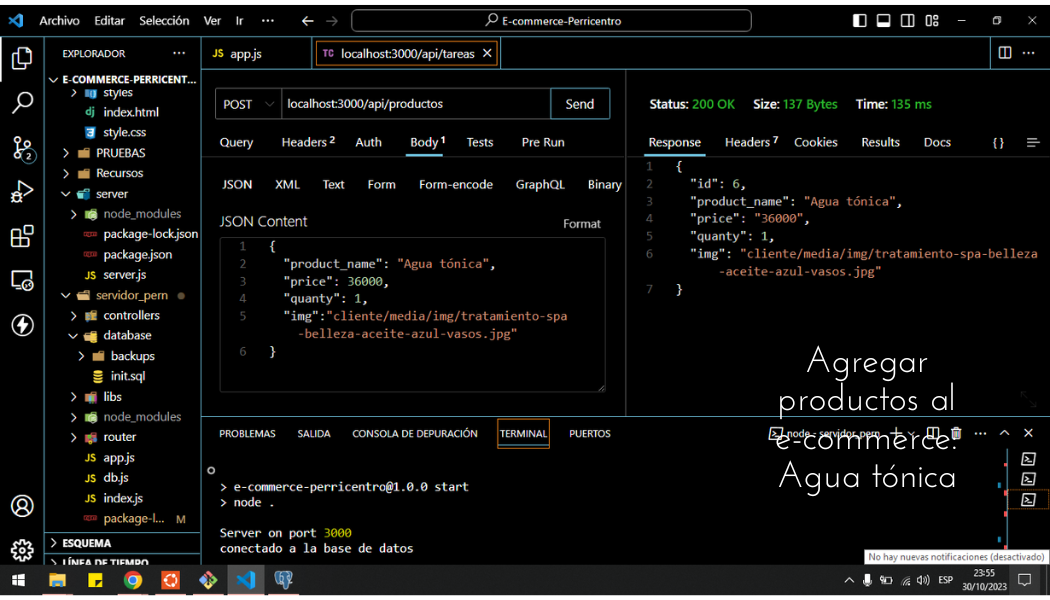 Archivo Editar Selección Ver Ir ··· ← → E-commerce-Perricentro
EXPLORADOR ···
E-COMMERCE-PERRICENT...
styles
index.html
style.css
PRUEBAS
Recursos
server
node_modules
package-lock.json
package.json
JS server.js
servidor_pern
controllers
database
backups
init.sql
libs
node_modules
router
JS app.js
JS db.js
JS index.js
package-l... M
ESQUEMA
LÍNEA DE TIEMPO
2
JS app.js
TC localhost:3000/api/tareas ×
POST localhost:3000/api/productos Send
Query Headers 2 Auth Body 1 Tests Pre Run
JSON XML Text Form Form-encode GraphQL Binary
JSON Content Format
1 {
2 "product_name": "Agua tónica",
3 "price": 36000,
4 "quanty": 1,
5 "img":"cliente/media/img/tratamiento-spa
-belleza-aceite-azul-vasos.jpg"
6 }
Status: 200 OK Size: 137 Bytes Time: 135 ms
Response Headers 7 Cookies Results Docs {}
1 {
2 "id": 6,
3 "product_name": "Agua tónica",
4 "price": "36000",
5 "quanty": 1,
6 "img": "cliente/media/img/tratamiento-spa-belleza
-aceite-azul-vasos.jpg"
7 }
Agregar
productos al
e-commerce:
Agua tónica
PROBLEMAS SALIDA CONSOLA DE DEPURACIÓN TERMINAL PUERTOS
node - servidor_pern
> e-commerce-perricentro@1.0.0 start
> node .
Server on port 3000
conectado a la base de datos
No hay nuevas notificaciones (desactivado)
ESP
23:55
30/10/2023